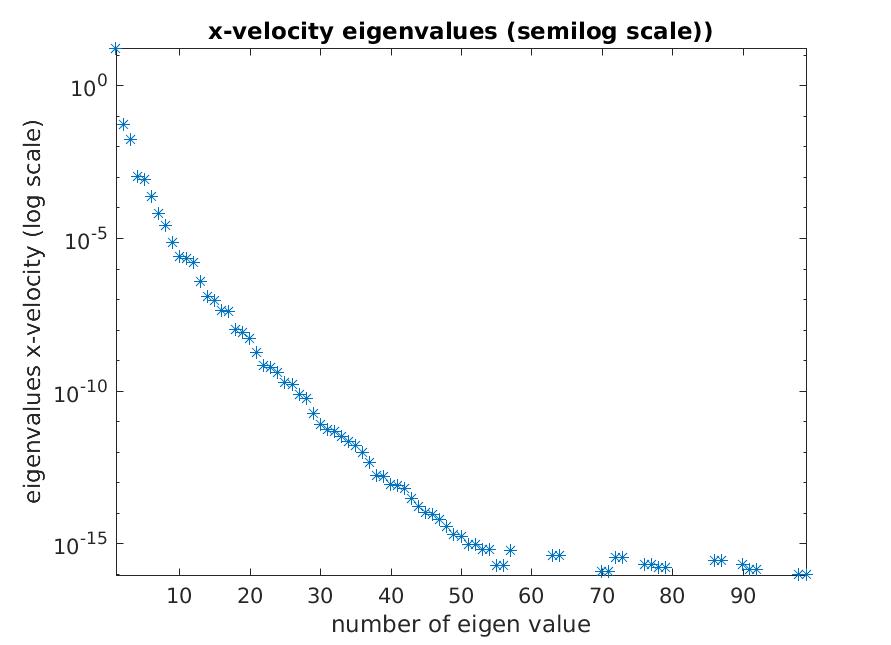 x-velocity eigenvalues (semilog scale))
eigenvalues x-velocity (log scale)
10^0
10^-5
10^-10
10^-15
10 20 30 40 50 60 70 80 90
number of eigen value